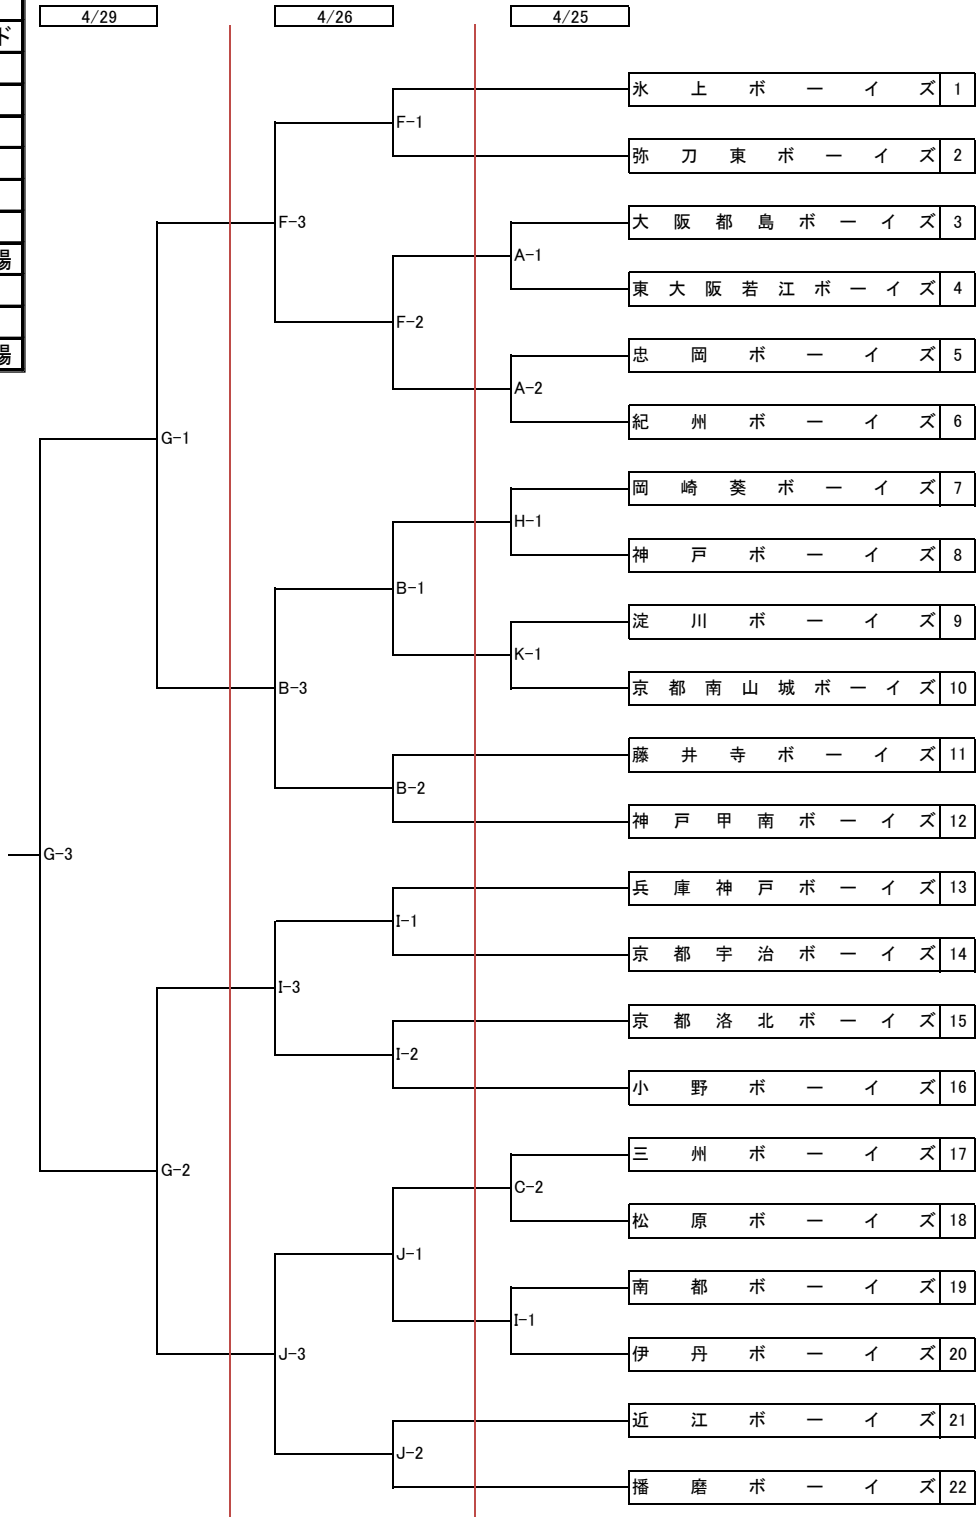 4/29 4/26 4/25
ド
場
場
氷上ボーイズ 1
F-1
弥刀東ボーイズ 2
F-3
大阪都島ボーイズ 3
A-1
東大阪若江ボーイズ 4
F-2
忠岡ボーイズ 5
A-2
紀州ボーイズ 6
G-1
岡崎葵ボーイズ 7
H-1
神戸ボーイズ 8
B-1
淀川ボーイズ 9
K-1
京都南山城ボーイズ 10
B-3
藤井寺ボーイズ 11
B-2
神戸甲南ボーイズ 12
G-3
兵庫神戸ボーイズ 13
I-1
京都宇治ボーイズ 14
I-3
京都洛北ボーイズ 15
I-2
小野ボーイズ 16
三州ボーイズ 17
G-2
C-2
松原ボーイズ 18
J-1
南都ボーイズ 19
I-1
伊丹ボーイズ 20
J-3
近江ボーイズ 21
J-2
播磨ボーイズ 22